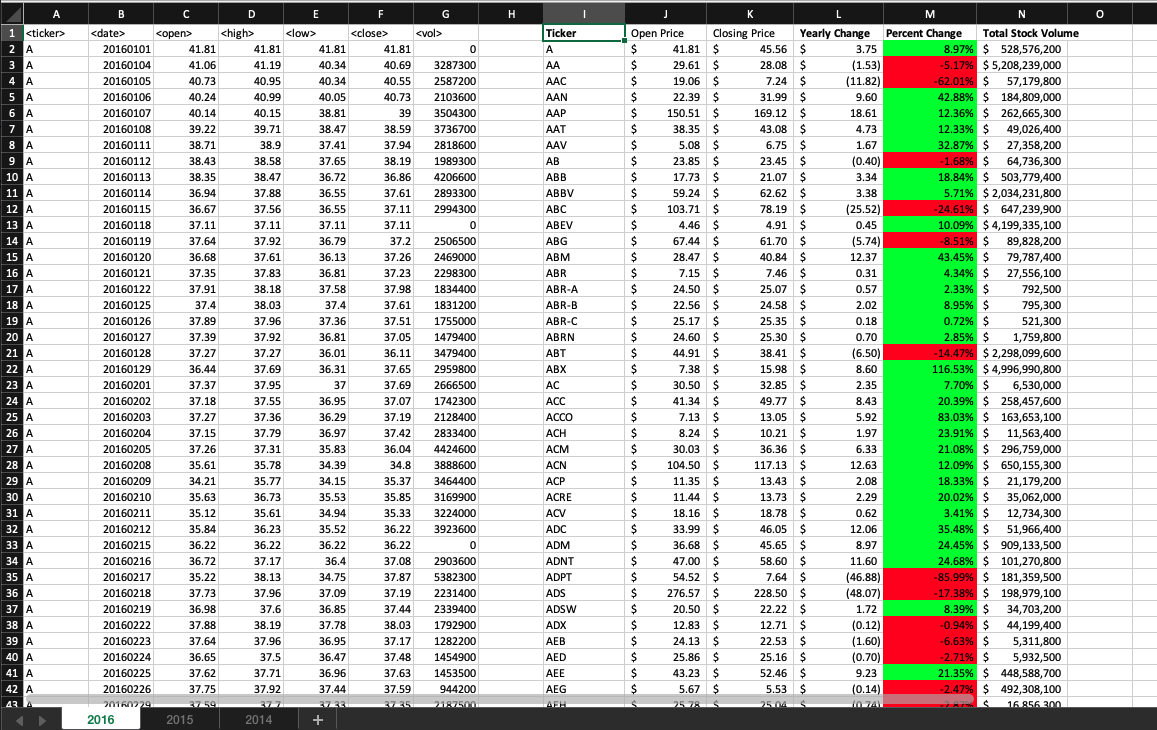 A B C D E F G H I J K L M N O
1 <ticker> <date> <open> <high> <low> <close> <vol> Ticker Open Price Closing Price Yearly Change Percent Change Total Stock Volume
2 A 20160101 41.81 41.81 41.81 41.81 0 A $ 41.81 $ 45.56 $ 3.75 8.97% $ 528,576,200
3 A 20160104 41.06 41.19 40.34 40.69 3287300 AA $ 29.61 $ 28.08 $ (1.53) -5.17% $ 5,208,239,000
4 A 20160105 40.73 40.95 40.34 40.55 2587200 AAC $ 19.06 $ 7.24 $ (11.82) -62.01% $ 57,179,800
5 A 20160106 40.24 40.99 40.05 40.73 2103600 AAN $ 22.39 $ 31.99 $ 9.60 42.88% $ 184,809,000
6 A 20160107 40.14 40.15 38.81 39 3504300 AAP $ 150.51 $ 169.12 $ 18.61 12.36% $ 262,665,300
7 A 20160108 39.22 39.71 38.47 38.59 3736700 AAT $ 38.35 $ 43.08 $ 4.73 12.33% $ 49,026,400
8 A 20160111 38.71 38.9 37.41 37.94 2818600 AAV $ 5.08 $ 6.75 $ 1.67 32.87% $ 27,358,200
9 A 20160112 38.43 38.58 37.65 38.19 1989300 AB $ 23.85 $ 23.45 $ (0.40) -1.68% $ 64,736,300
10 A 20160113 38.35 38.47 36.72 36.86 4206600 ABB $ 17.73 $ 21.07 $ 3.34 18.84% $ 503,779,400
11 A 20160114 36.94 37.88 36.55 37.61 2893300 ABBV $ 59.24 $ 62.62 $ 3.38 5.71% $ 2,034,231,800
12 A 20160115 36.67 37.56 36.55 37.11 2994300 ABC $ 103.71 $ 78.19 $ (25.52) -24.61% $ 647,239,900
13 A 20160118 37.11 37.11 37.11 37.11 0 ABEV $ 4.46 $ 4.91 $ 0.45 10.09% $ 4,199,335,100
14 A 20160119 37.64 37.92 36.79 37.2 2506500 ABG $ 67.44 $ 61.70 $ (5.74) -8.51% $ 89,828,200
15 A 20160120 36.68 37.61 36.13 37.26 2469000 ABM $ 28.47 $ 40.84 $ 12.37 43.45% $ 79,787,400
16 A 20160121 37.35 37.83 36.81 37.23 2298300 ABR $ 7.15 $ 7.46 $ 0.31 4.34% $ 27,556,100
17 A 20160122 37.91 38.18 37.58 37.98 1834400 ABR-A $ 24.50 $ 25.07 $ 0.57 2.33% $ 792,500
18 A 20160125 37.4 38.03 37.4 37.61 1831200 ABR-B $ 22.56 $ 24.58 $ 2.02 8.95% $ 795,300
19 A 20160126 37.89 37.96 37.36 37.51 1755000 ABR-C $ 25.17 $ 25.35 $ 0.18 0.72% $ 521,300
20 A 20160127 37.39 37.92 36.81 37.05 1479400 ABRN $ 24.60 $ 25.30 $ 0.70 2.85% $ 1,759,800
21 A 20160128 37.27 37.27 36.01 36.11 3479400 ABT $ 44.91 $ 38.41 $ (6.50) -14.47% $ 2,298,099,600
22 A 20160129 36.44 37.69 36.31 37.65 2959800 ABX $ 7.38 $ 15.98 $ 8.60 116.53% $ 4,996,990,800
23 A 20160201 37.37 37.95 37 37.69 2666500 AC $ 30.50 $ 32.85 $ 2.35 7.70% $ 6,530,000
24 A 20160202 37.18 37.55 36.95 37.07 1742300 ACC $ 41.34 $ 49.77 $ 8.43 20.39% $ 258,457,600
25 A 20160203 37.27 37.36 36.29 37.19 2128400 ACCO $ 7.13 $ 13.05 $ 5.92 83.03% $ 163,653,100
26 A 20160204 37.15 37.79 36.97 37.42 2833400 ACH $ 8.24 $ 10.21 $ 1.97 23.91% $ 11,563,400
27 A 20160205 37.26 37.31 35.83 36.04 4424600 ACM $ 30.03 $ 36.36 $ 6.33 21.08% $ 296,759,000
28 A 20160208 35.61 35.78 34.39 34.8 3888600 ACN $ 104.50 $ 117.13 $ 12.63 12.09% $ 650,155,300
29 A 20160209 34.21 35.77 34.15 35.37 3464400 ACP $ 11.35 $ 13.43 $ 2.08 18.33% $ 21,179,200
30 A 20160210 35.63 36.73 35.53 35.85 3169900 ACRE $ 11.44 $ 13.73 $ 2.29 20.02% $ 35,062,000
31 A 20160211 35.12 35.61 34.94 35.33 3224000 ACV $ 18.16 $ 18.78 $ 0.62 3.41% $ 12,734,300
32 A 20160212 35.84 36.23 35.52 36.22 3923600 ADC $ 33.99 $ 46.05 $ 12.06 35.48% $ 51,966,400
33 A 20160215 36.22 36.22 36.22 36.22 0 ADM $ 36.68 $ 45.65 $ 8.97 24.45% $ 909,133,500
34 A 20160216 36.72 37.17 36.4 37.08 2903600 ADNT $ 47.00 $ 58.60 $ 11.60 24.68% $ 101,270,800
35 A 20160217 35.22 38.13 34.75 37.87 5382300 ADPT $ 54.52 $ 7.64 $ (46.88) -85.99% $ 181,359,500
36 A 20160218 37.73 37.96 37.09 37.19 2231400 ADS $ 276.57 $ 228.50 $ (48.07) -17.38% $ 198,979,100
37 A 20160219 36.98 37.6 36.85 37.44 2339400 ADSW $ 20.50 $ 22.22 $ 1.72 8.39% $ 34,703,200
38 A 20160222 37.88 38.19 37.78 38.03 1792900 ADX $ 12.83 $ 12.71 $ (0.12) -0.94% $ 44,199,400
39 A 20160223 37.64 37.96 36.95 37.17 1282200 AEB $ 24.13 $ 22.53 $ (1.60) -6.63% $ 5,311,800
40 A 20160224 36.65 37.5 36.47 37.48 1454900 AED $ 25.86 $ 25.16 $ (0.70) -2.71% $ 5,932,500
41 A 20160225 37.62 37.71 36.96 37.63 1453500 AEE $ 43.23 $ 52.46 $ 9.23 21.35% $ 448,588,700
42 A 20160226 37.75 37.92 37.44 37.59 944200 AEG $ 5.67 $ 5.53 $ (0.14) -2.47% $ 492,308,100
43 A 20160229 37.59 37.7 37.33 37.35 2187500 AEH $ 25.78 $ 25.04 $ (0.74) -2.87% $ 16,856,300
2016 2015 2014 +